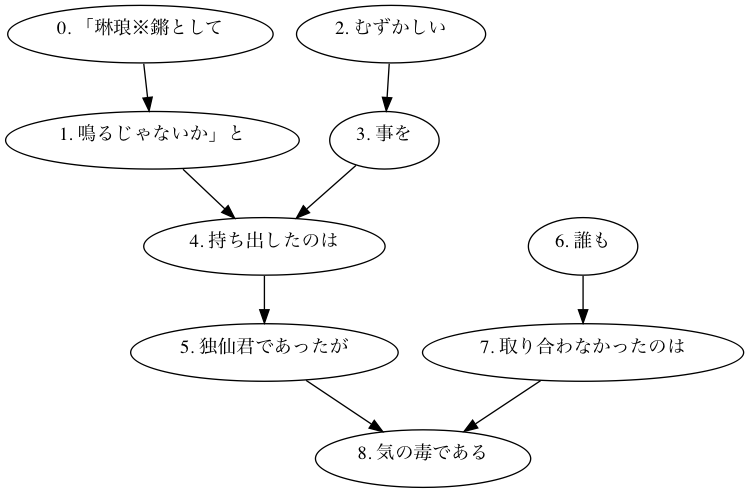 0. 「琳琅※鏘として
2. むずかしい
1. 鳴るじゃないか」と
3. 事を
4. 持ち出したのは
6. 誰も
5. 独仙君であったが
7. 取り合わなかったのは
8. 気の毒である